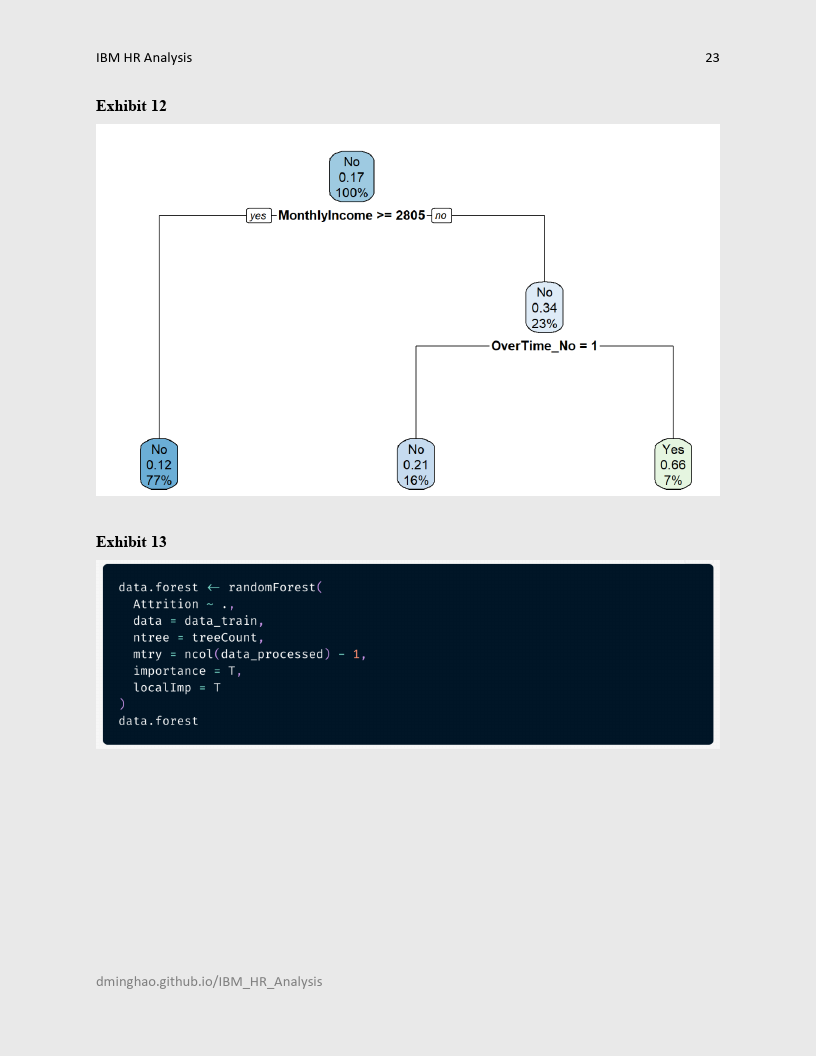 IBM HR Analysis 23
Exhibit 12
No
0.17
100%
yes MonthlyIncome >= 2805 no
No
0.34
23%
OverTime_No = 1
No
0.12
77%
No
0.21
16%
Yes
0.66
7%
Exhibit 13
data.forest ← randomForest(
  Attrition ~ .,
  data = data_train,
  ntree = treeCount,
  mtry = ncol(data_processed) - 1,
  importance = T,
  localImp = T
)
data.forest
dminghao.github.io/IBM_HR_Analysis